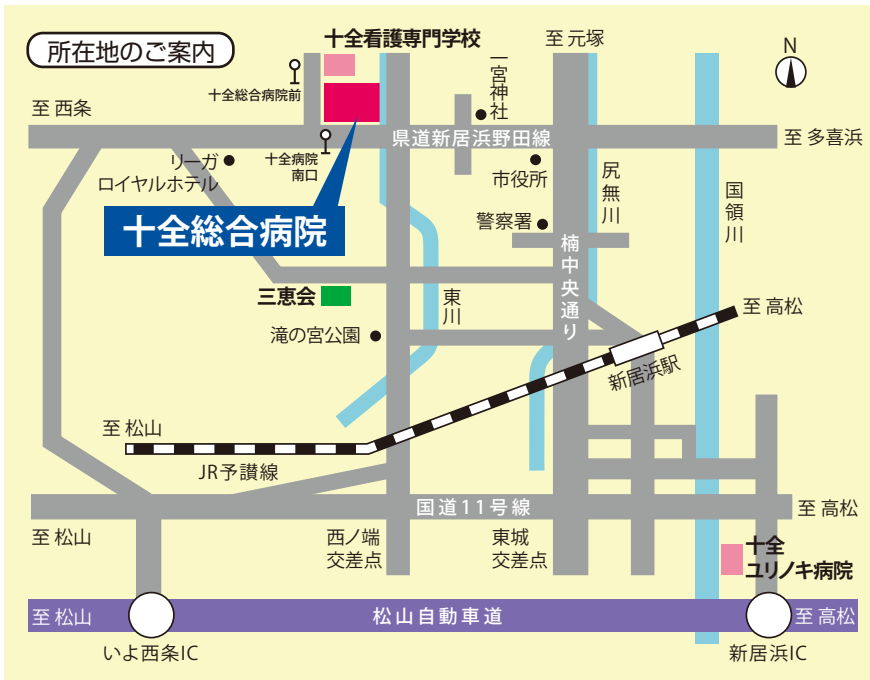 所在地のご案内
十全看護専門学校
至 元塚
N
十全総合病院前
一宮神社
至 西条
県道新居浜野田線
至 多喜浜
リーガ
ロイヤルホテル
十全病院
南口
市役所
尻無川
国領川
十全総合病院
警察署
楠中央通り
三恵会
東川
至 高松
滝の宮公園
新居浜駅
至 松山
JR予讃線
国道11号線
至 高松
至 松山
西ノ端
交差点
東城
交差点
十全
ユリノキ病院
至 松山
松山自動車道
至 高松
いよ西条IC
新居浜IC